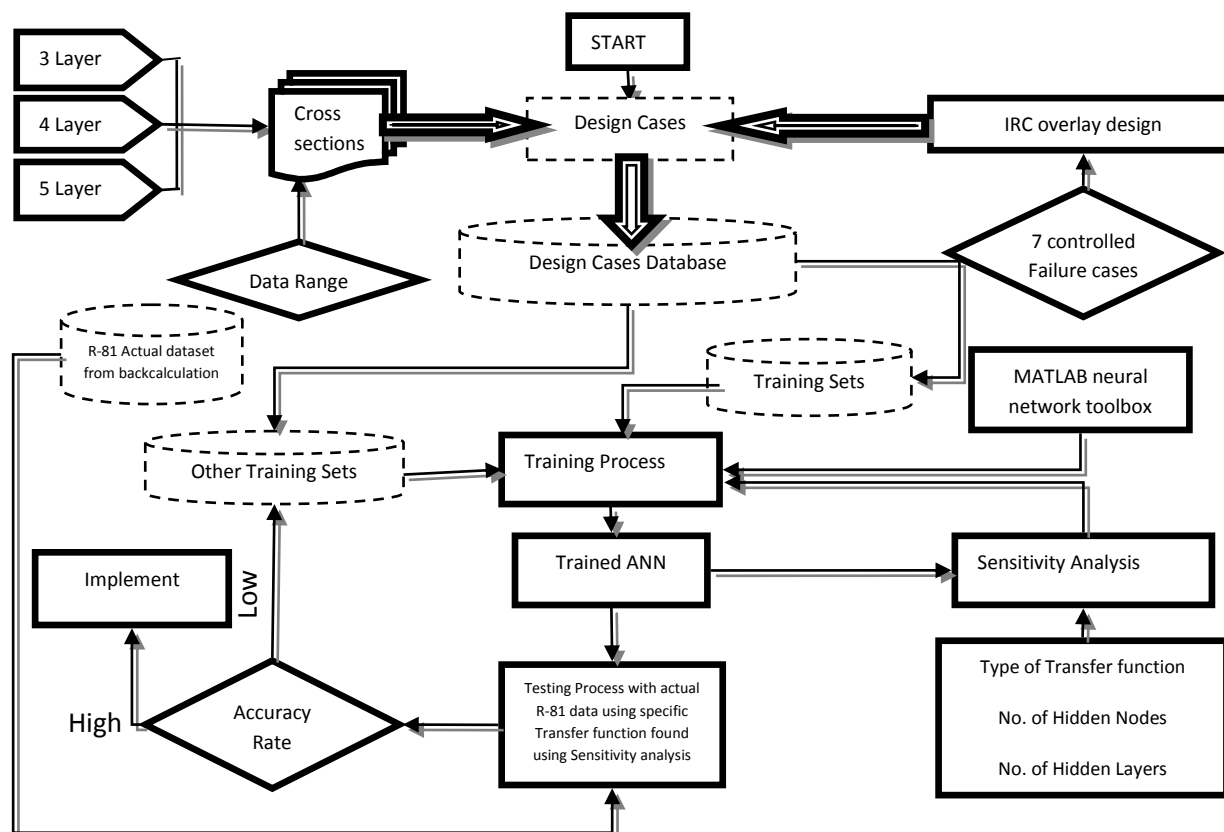 START
3 Layer
4 Layer
5 Layer
Cross
sections
Design Cases
IRC overlay design
Data Range
Design Cases Database
7 controlled
Failure cases
R-81 Actual dataset
from backcalculation
Training Sets
MATLAB neural
network toolbox
Other Training Sets
Training Process
Implement
Low
Trained ANN
Sensitivity Analysis
High
Accuracy
Rate
Testing Process with actual
R-81 data using specific
Transfer function found
using Sensitivity analysis
Type of Transfer function
No. of Hidden Nodes
No. of Hidden Layers